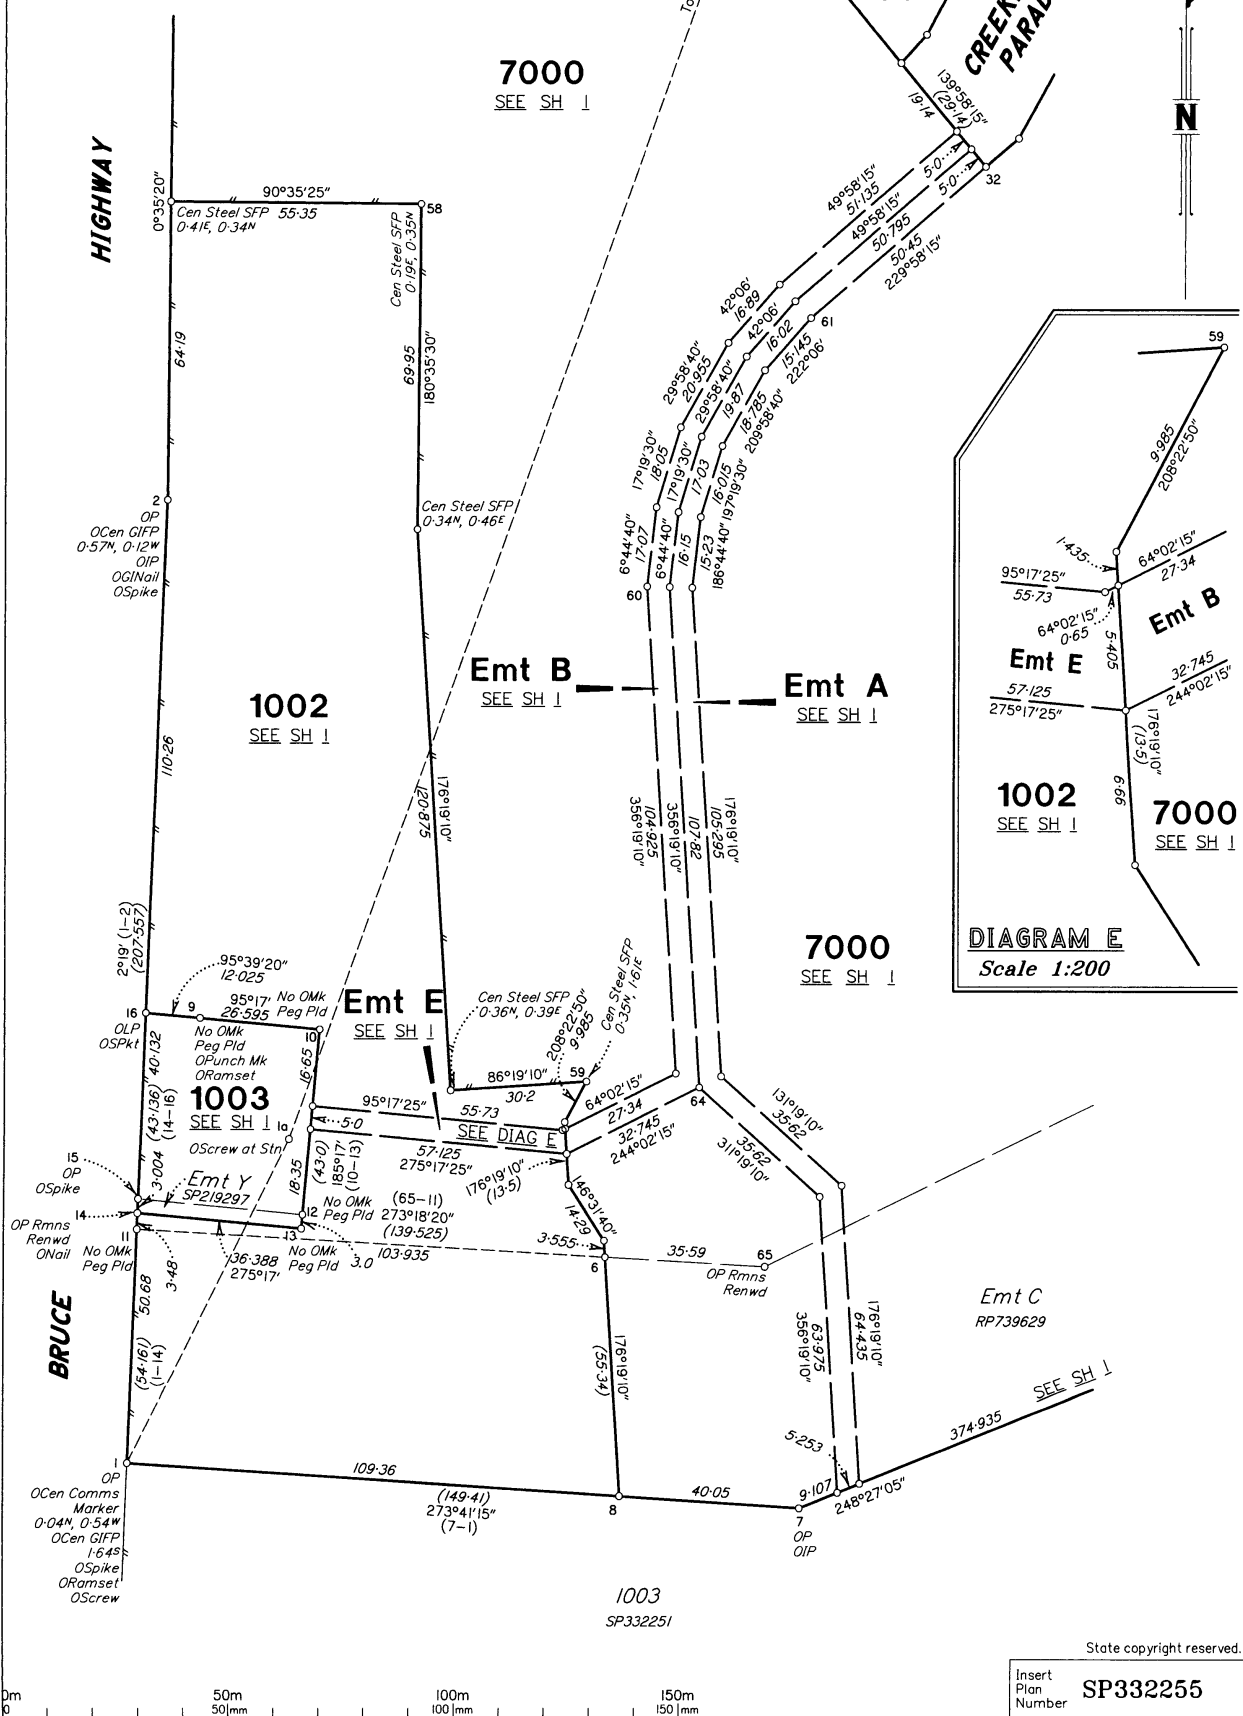 To
7000
SEE SH 1
CREEK
PARAD
139°58'15"
(29·14)
19·14
N
HIGHWAY
0°35'20"
90°35'25"
Cen Steel SFP 55·35
0·41E, 0·34N
58
Cen Steel SFP
0·19E, 0·35N
5·0
5·0
32
49°58'15"
51·135
49°58'15"
50·795
50·45
229°58'15"
64·19
69·95
180°35'30"
42°06'
16·89
42°06'
16·02
15·145
222°06'
61
29°58'40"
20·955
29°58'40"
19·87
18·785
209°58'40"
17°19'30"
18·05
17°19'30"
17·03
16·015
197°19'30"
2
OP
OCen GIFP
0·57N, 0·12W
OIP
OGINail
OSpike
Cen Steel SFP
0·34N, 0·46E
6°44'40"
17·07
6°44'40"
16·15
15·23
186°44'40"
60
Emt B
SEE SH 1
Emt A
SEE SH 1
1002
SEE SH 1
110·26
176°19'10"
120·875
104·925
356°19'10"
107·82
356°19'10"
176°19'10"
105·295
7000
SEE SH 1
59
9·985
208°22'50"
1·435
64°02'15"
27·34
95°17'25"
55·73
A
64°02'15"
0·65
5·405
Emt B
Emt E
32·745
244°02'15"
57·125
275°17'25"
176°19'10"
(13·5)
6·66
1002
SEE SH 1
7000
SEE SH 1
DIAGRAM E
Scale 1:200
2°19' (1-2)
(207·557)
95°39'20"
12·025
95°17'
26·595
No OMk
Peg Pld
16
OLP
OSPkt
9
No OMk
Peg Pld
OPunch Mk
ORamset
10
Emt E
SEE SH 1
Cen Steel SFP
0·36N, 0·39E
208°22'50"
9·985
Cen Steel SFP
0·35N, 1·61E
40·132
(43·136)
(14-16)
16·65
1003
SEE SH 1
1a
OScrew at Stn
86°19'10"
30·2
59
95°17'25"
55·73
64°02'15"
27·34
64
5·0
SEE DIAG E
57·125
275°17'25"
32·745
244°02'15"
131°19'10"
35·62
35·62
311°19'10"
15
OP
OSpike
3·004
Emt Y
SP219297
18·35
(43·0)
185°17'
(10-13)
176°19'10"
(13·5)
146°31'40"
14·29
14
OP Rmns
Renwd
ONail
11
No OMk
Peg Pld
12
No OMk
Peg Pld
(65-11)
273°18'20"
(139·525)
3·48
36·388
275°17'
13
No OMk
Peg Pld
3·0
103·935
3·555
6
35·59
65
OP Rmns
Renwd
BRUCE
50·68
(54·161)
(1-14)
176°19'10"
(55·34)
63·975
356°19'10"
176°19'10"
64·435
Emt C
RP739629
SEE SH 1
374·935
5·253
1
OP
OCen Comms
Marker
0·04N, 0·54W
OCen GIFP
1·64S
OSpike
ORamset
OScrew
109·36
(149·41)
273°41'15"
(7-1)
8
40·05
9·107
248°27'05"
7
OP
OIP
1003
SP332251
State copyright reserved.
Insert
Plan
Number
SP332255
0m 50m 100m 150m
0 50mm 100mm 150mm